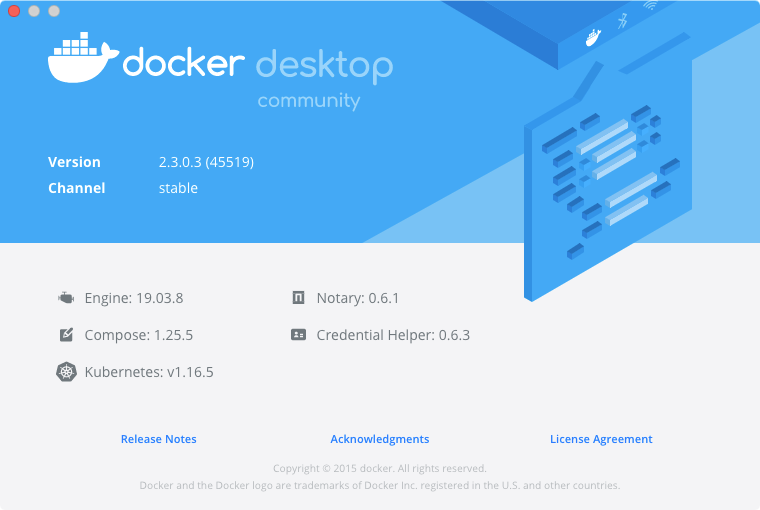 docker desktop
community
Version 2.3.0.3 (45519)
Channel stable
Engine: 19.03.8
Notary: 0.6.1
Compose: 1.25.5
Credential Helper: 0.6.3
Kubernetes: v1.16.5
Release Notes
Acknowledgments
License Agreement
Copyright © 2015 docker. All rights reserved.
Docker and the Docker logo are trademarks of Docker Inc. registered in the U.S. and other countries.